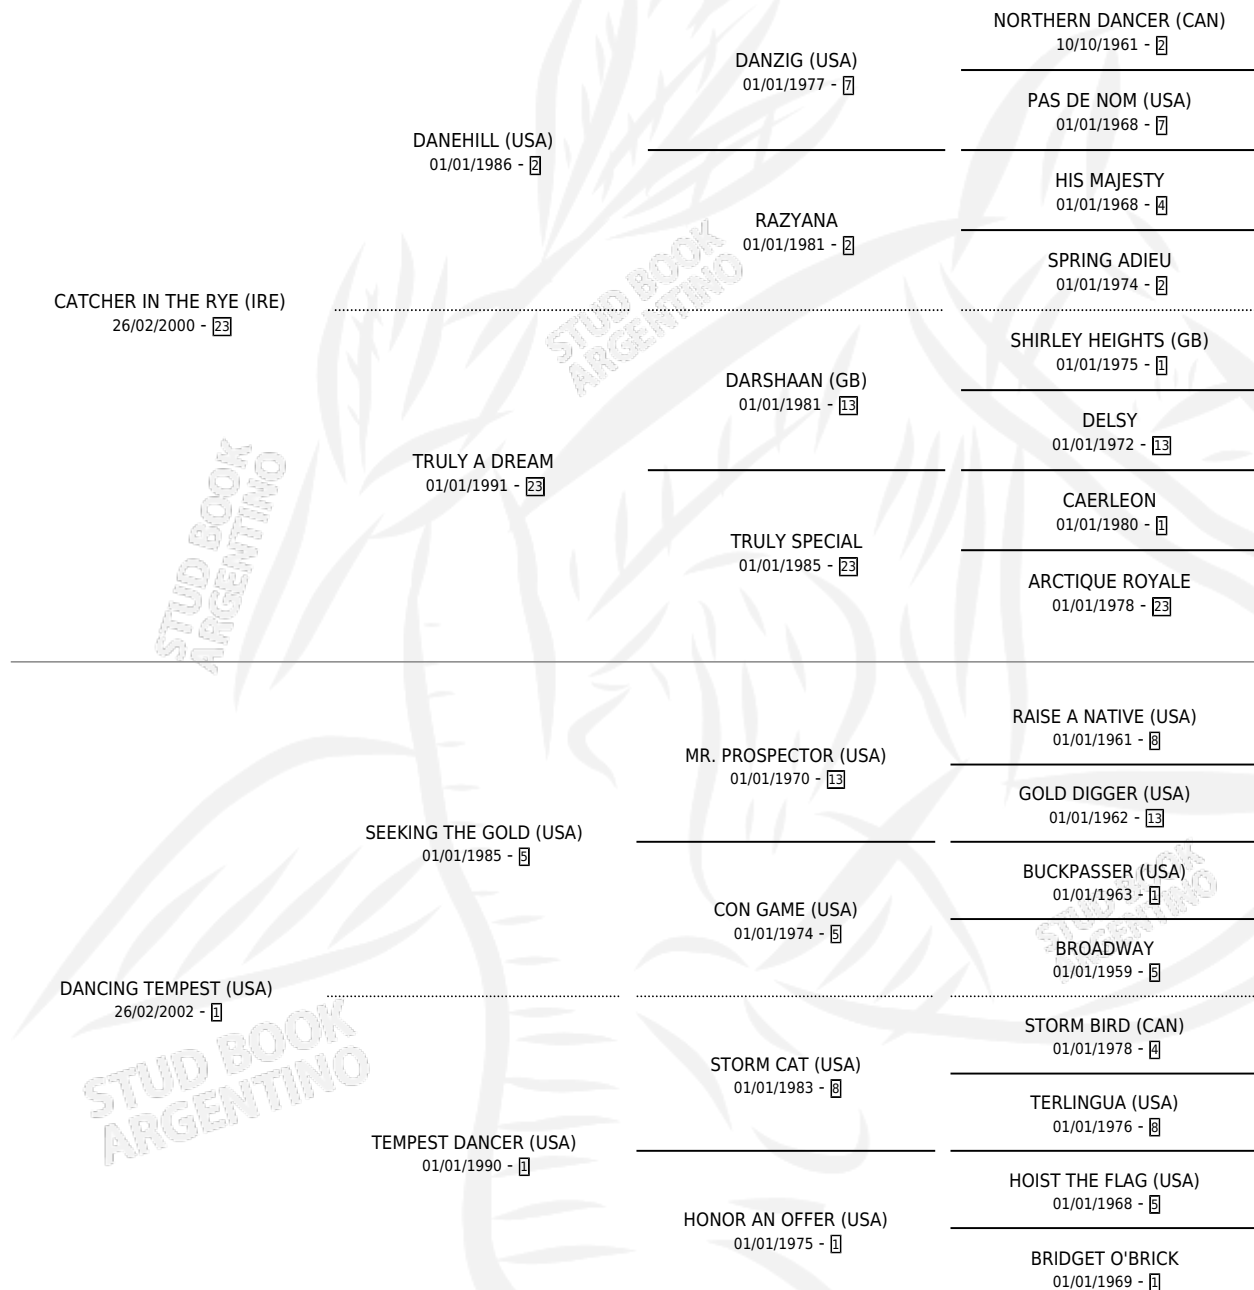 NORTHERN DANCER (CAN)
10/10/1961 - 2
DANZIG (USA)
01/01/1977 - 7
PAS DE NOM (USA)
01/01/1968 - 7
DANEHILL (USA)
01/01/1986 - 2
HIS MAJESTY
01/01/1968 - 4
RAZYANA
01/01/1981 - 2
SPRING ADIEU
01/01/1974 - 2
CATCHER IN THE RYE (IRE)
26/02/2000 - 23
SHIRLEY HEIGHTS (GB)
01/01/1975 - 1
DARSHAAN (GB)
01/01/1981 - 13
DELSY
01/01/1972 - 13
TRULY A DREAM
01/01/1991 - 23
CAERLEON
01/01/1980 - 1
TRULY SPECIAL
01/01/1985 - 23
ARCTIQUE ROYALE
01/01/1978 - 23
RAISE A NATIVE (USA)
01/01/1961 - 8
MR. PROSPECTOR (USA)
01/01/1970 - 13
GOLD DIGGER (USA)
01/01/1962 - 13
SEEKING THE GOLD (USA)
01/01/1985 - 5
BUCKPASSER (USA)
01/01/1963 - 1
CON GAME (USA)
01/01/1974 - 5
BROADWAY
01/01/1959 - 5
DANCING TEMPEST (USA)
26/02/2002 - 1
STORM BIRD (CAN)
01/01/1978 - 4
STORM CAT (USA)
01/01/1983 - 8
TERLINGUA (USA)
01/01/1976 - 8
TEMPEST DANCER (USA)
01/01/1990 - 1
HOIST THE FLAG (USA)
01/01/1968 - 5
HONOR AN OFFER (USA)
01/01/1975 - 1
BRIDGET O'BRICK
01/01/1969 - 1
STUD BOOK
ARGENTINO
STUD BOOK
ARGENTINO
STUD BOOK
ARGENTINO
STUD BOOK
ARGENTINO